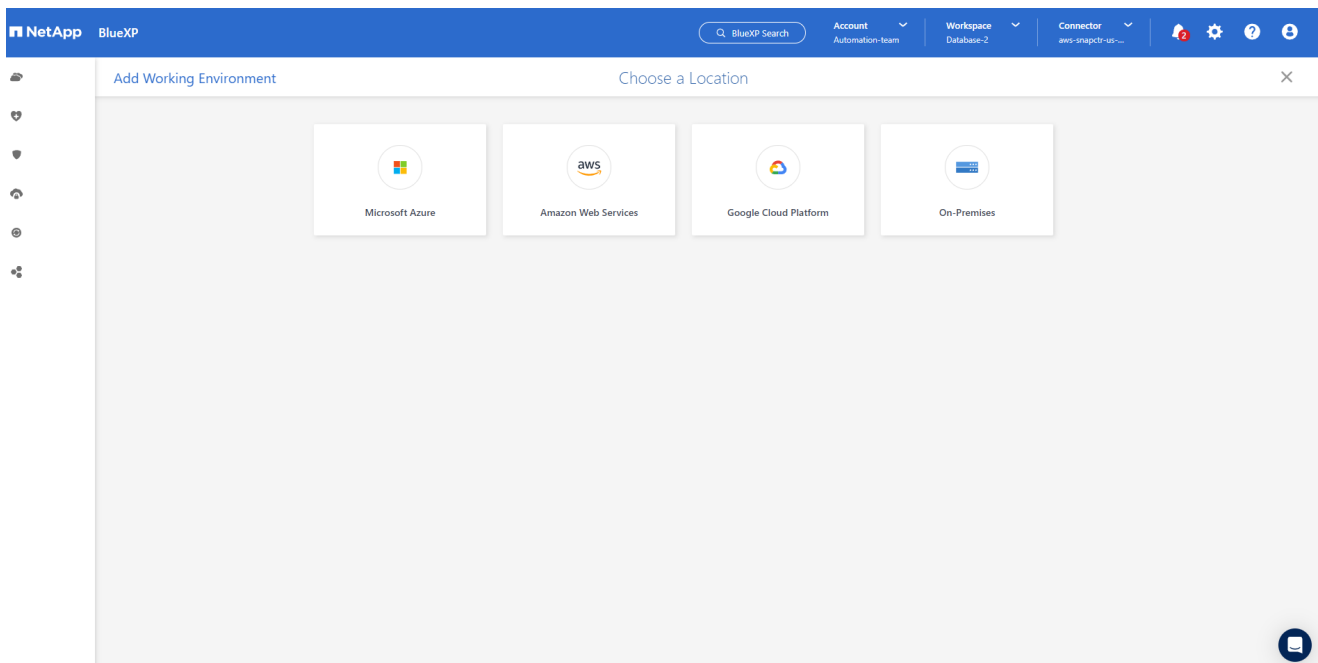 NetApp BlueXP
BlueXP Search
Account
Automation-team
Workspace
Database-2
Connector
aws-snapctr-us-...
2
Add Working Environment
Choose a Location
aws
Microsoft Azure
Amazon Web Services
Google Cloud Platform
On-Premises